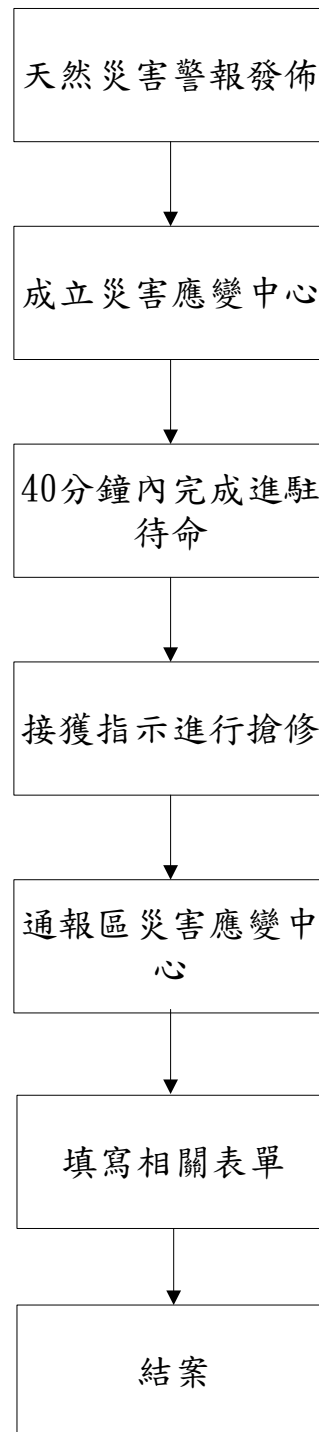 天然災害警報發佈
成立災害應變中心
40分鐘內完成進駐
待命
接獲指示進行搶修
通報區災害應變中
心
填寫相關表單
結案